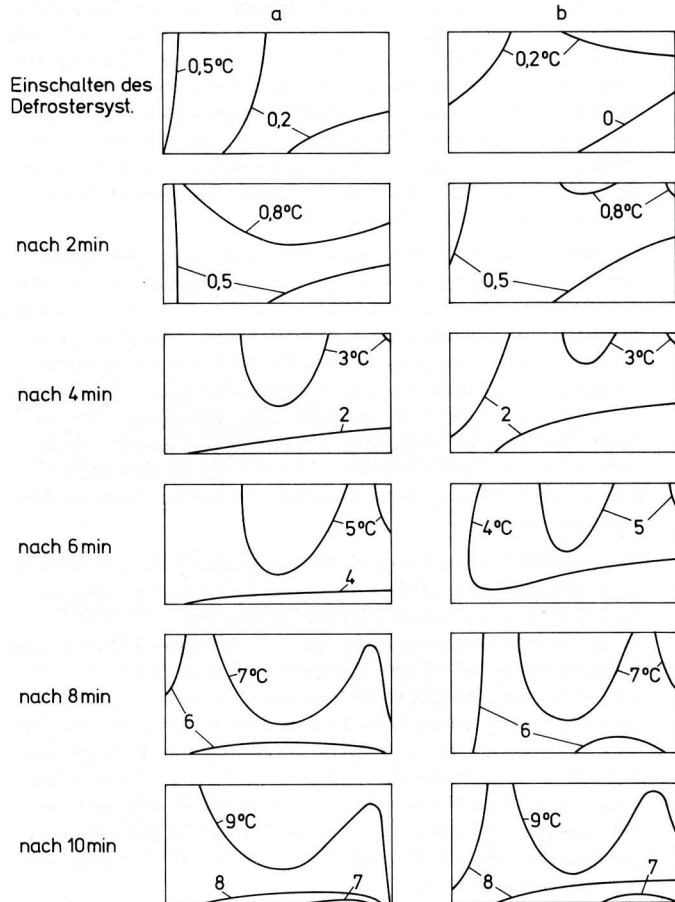 a b
Einschalten des
Defrostersyst.
0,5°C
0,2
0,2°C
0
nach 2min
0,8°C
0,5
0,8°C
0,5
nach 4min
3°C
2
3°C
2
nach 6min
5°C
4
4°C
5
nach 8min
7°C
6
7°C
6
nach 10min
9°C
8 7
9°C
8 7